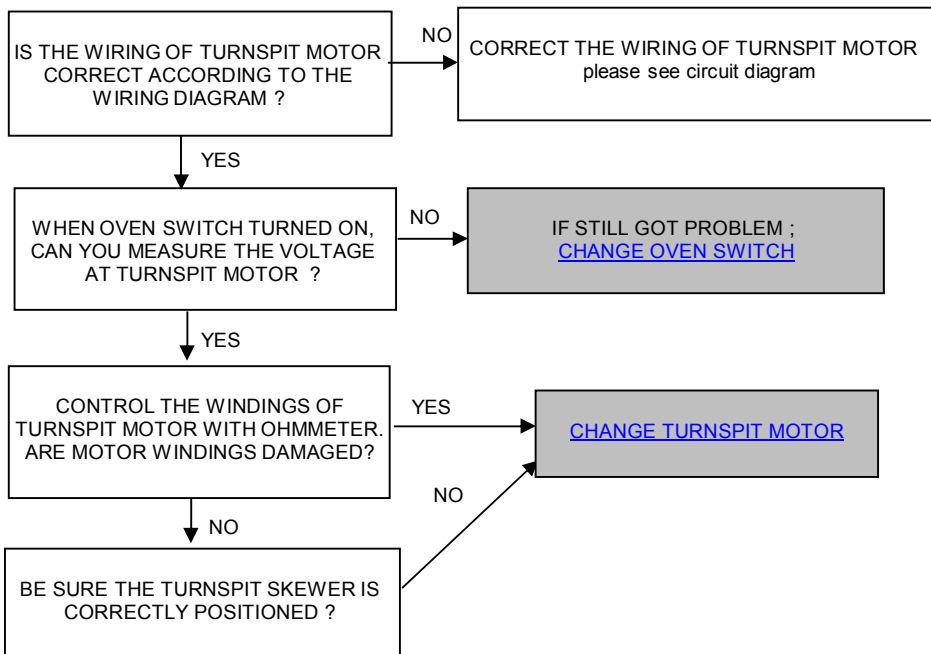 IS THE WIRING OF TURNSPIT MOTOR
CORRECT ACCORDING TO THE
WIRING DIAGRAM ?
NO
CORRECT THE WIRING OF TURNSPIT MOTOR
please see circuit diagram
YES
WHEN OVEN SWITCH TURNED ON,
CAN YOU MEASURE THE VOLTAGE
AT TURNSPIT MOTOR ?
NO
IF STILL GOT PROBLEM ;
CHANGE OVEN SWITCH
YES
CONTROL THE WINDINGS OF
TURNSPIT MOTOR WITH OHMMETER.
ARE MOTOR WINDINGS DAMAGED?
YES
CHANGE TURNSPIT MOTOR
NO
NO
BE SURE THE TURNSPIT SKEWER IS
CORRECTLY POSITIONED ?